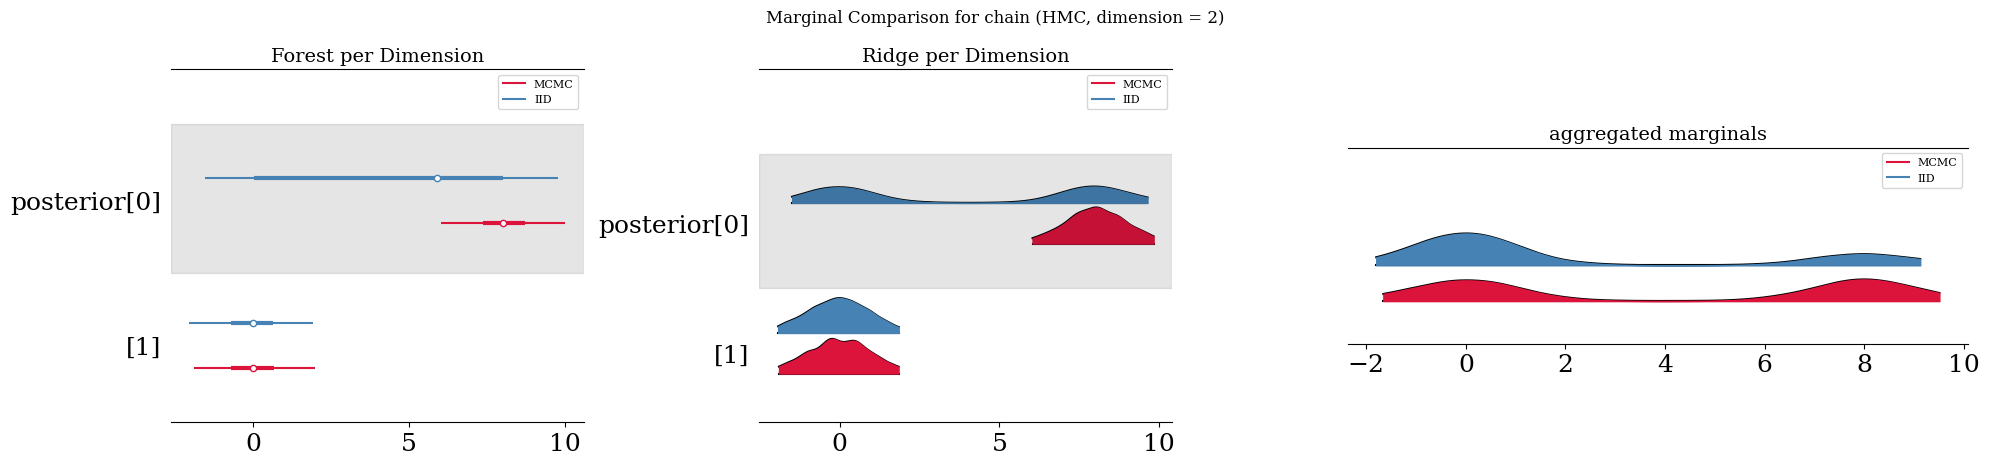 Marginal Comparison for chain (HMC, dimension = 2)
Forest per Dimension
MCMC
IID
posterior[0]
[1]
0 5 10
Ridge per Dimension
MCMC
IID
posterior[0]
[1]
0 5 10
aggregated marginals
MCMC
IID
−2 0 2 4 6 8 10